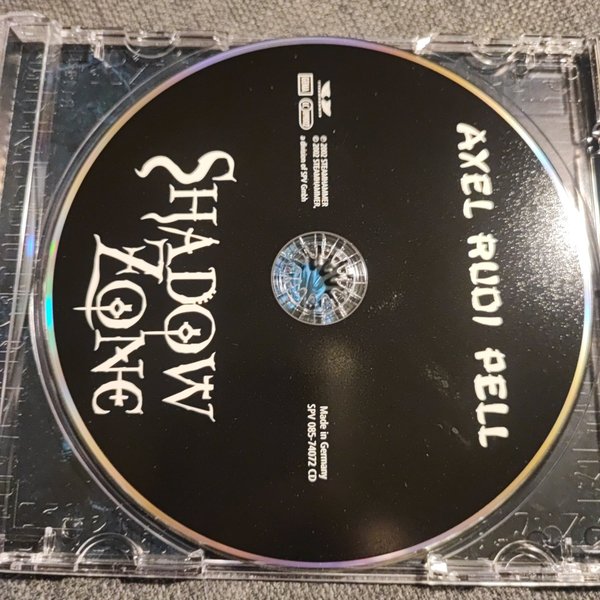 AXEL RUDI PELL
℗ 2002 STEAMHAMMER
© 2002 STEAMHAMMER,
a division of SPV GmbH
Made in Germany
SPV 085-74072 CD
SHADOW
ZONE